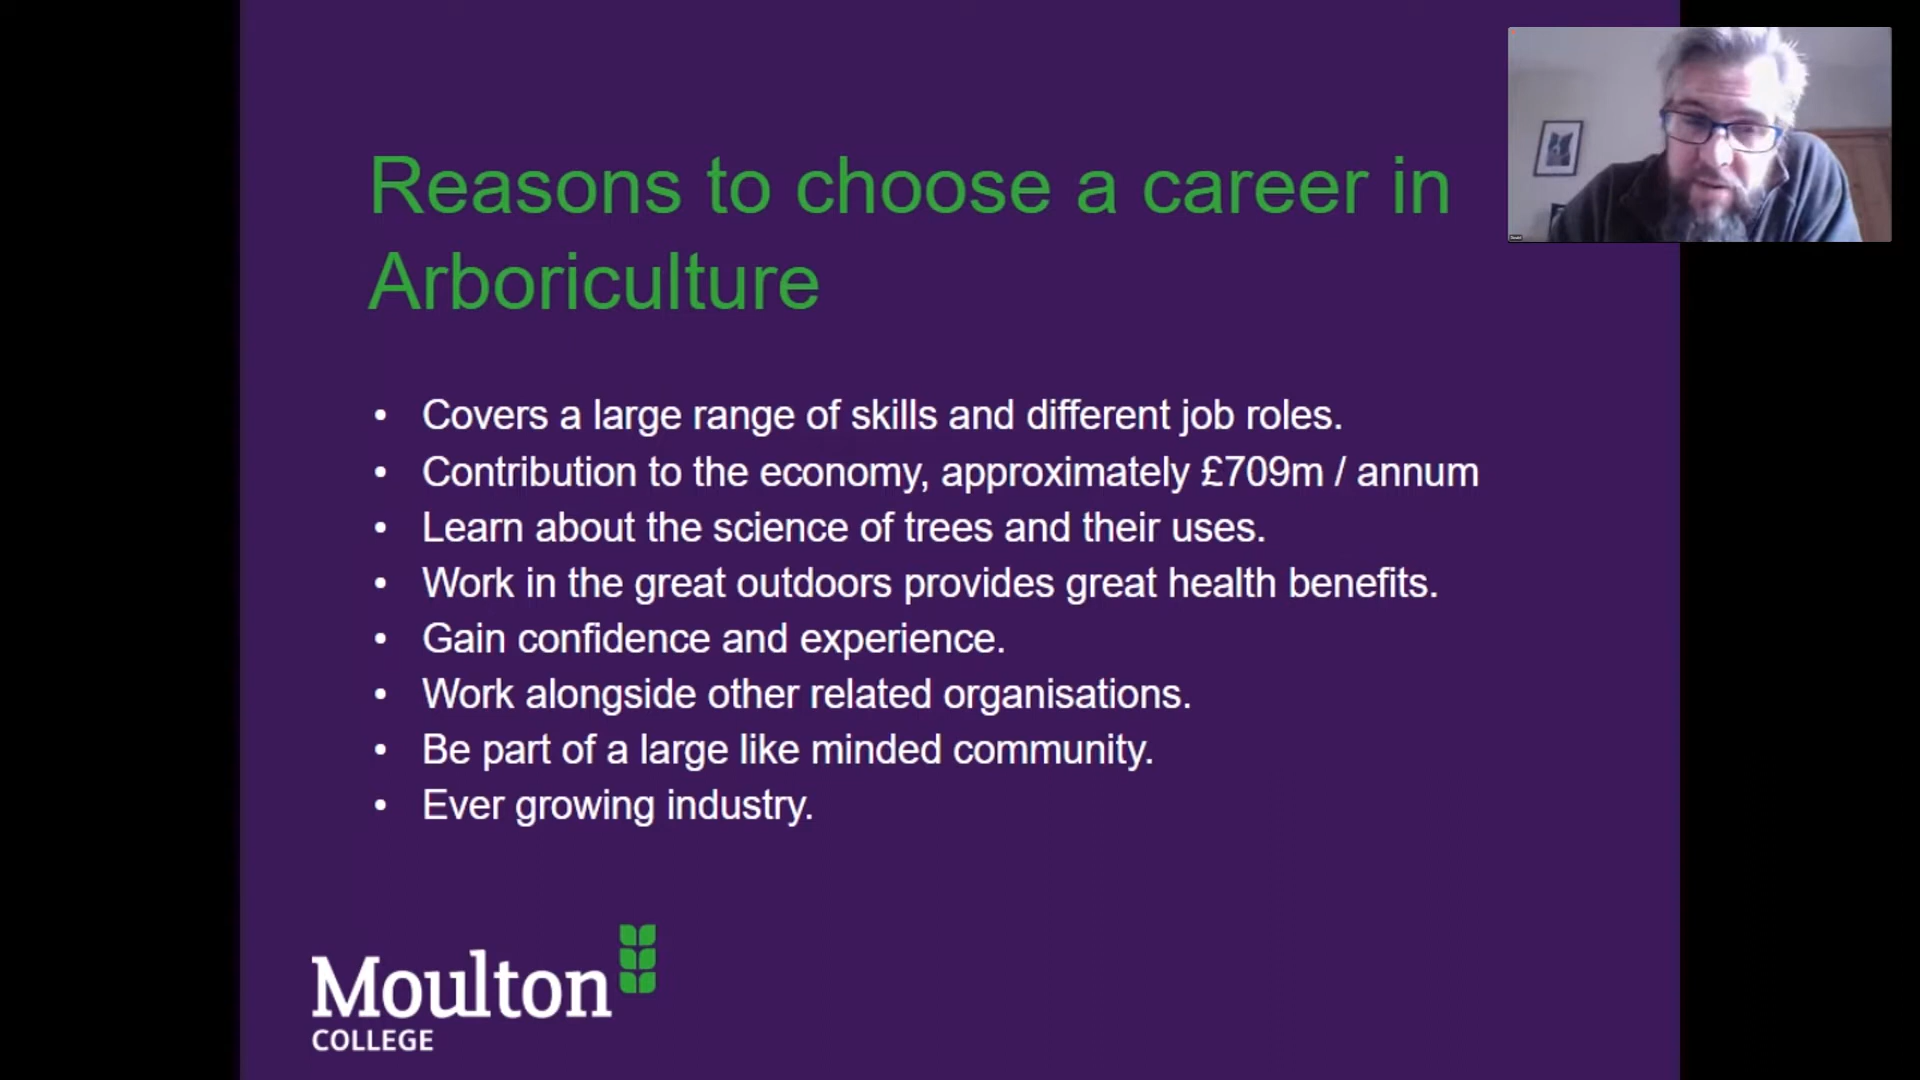 Reasons to choose a career in
Arboriculture
• Covers a large range of skills and different job roles.
• Contribution to the economy, approximately £709m / annum
• Learn about the science of trees and their uses.
• Work in the great outdoors provides great health benefits.
• Gain confidence and experience.
• Work alongside other related organisations.
• Be part of a large like minded community.
• Ever growing industry.
Moulton
COLLEGE